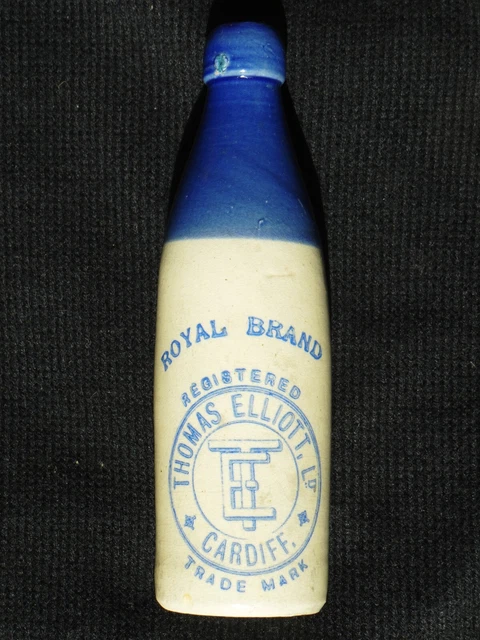 ROYAL BRAND
REGISTERED
THOMAS ELLIOTT, LD
TE
CARDIFF.
TRADE MARK